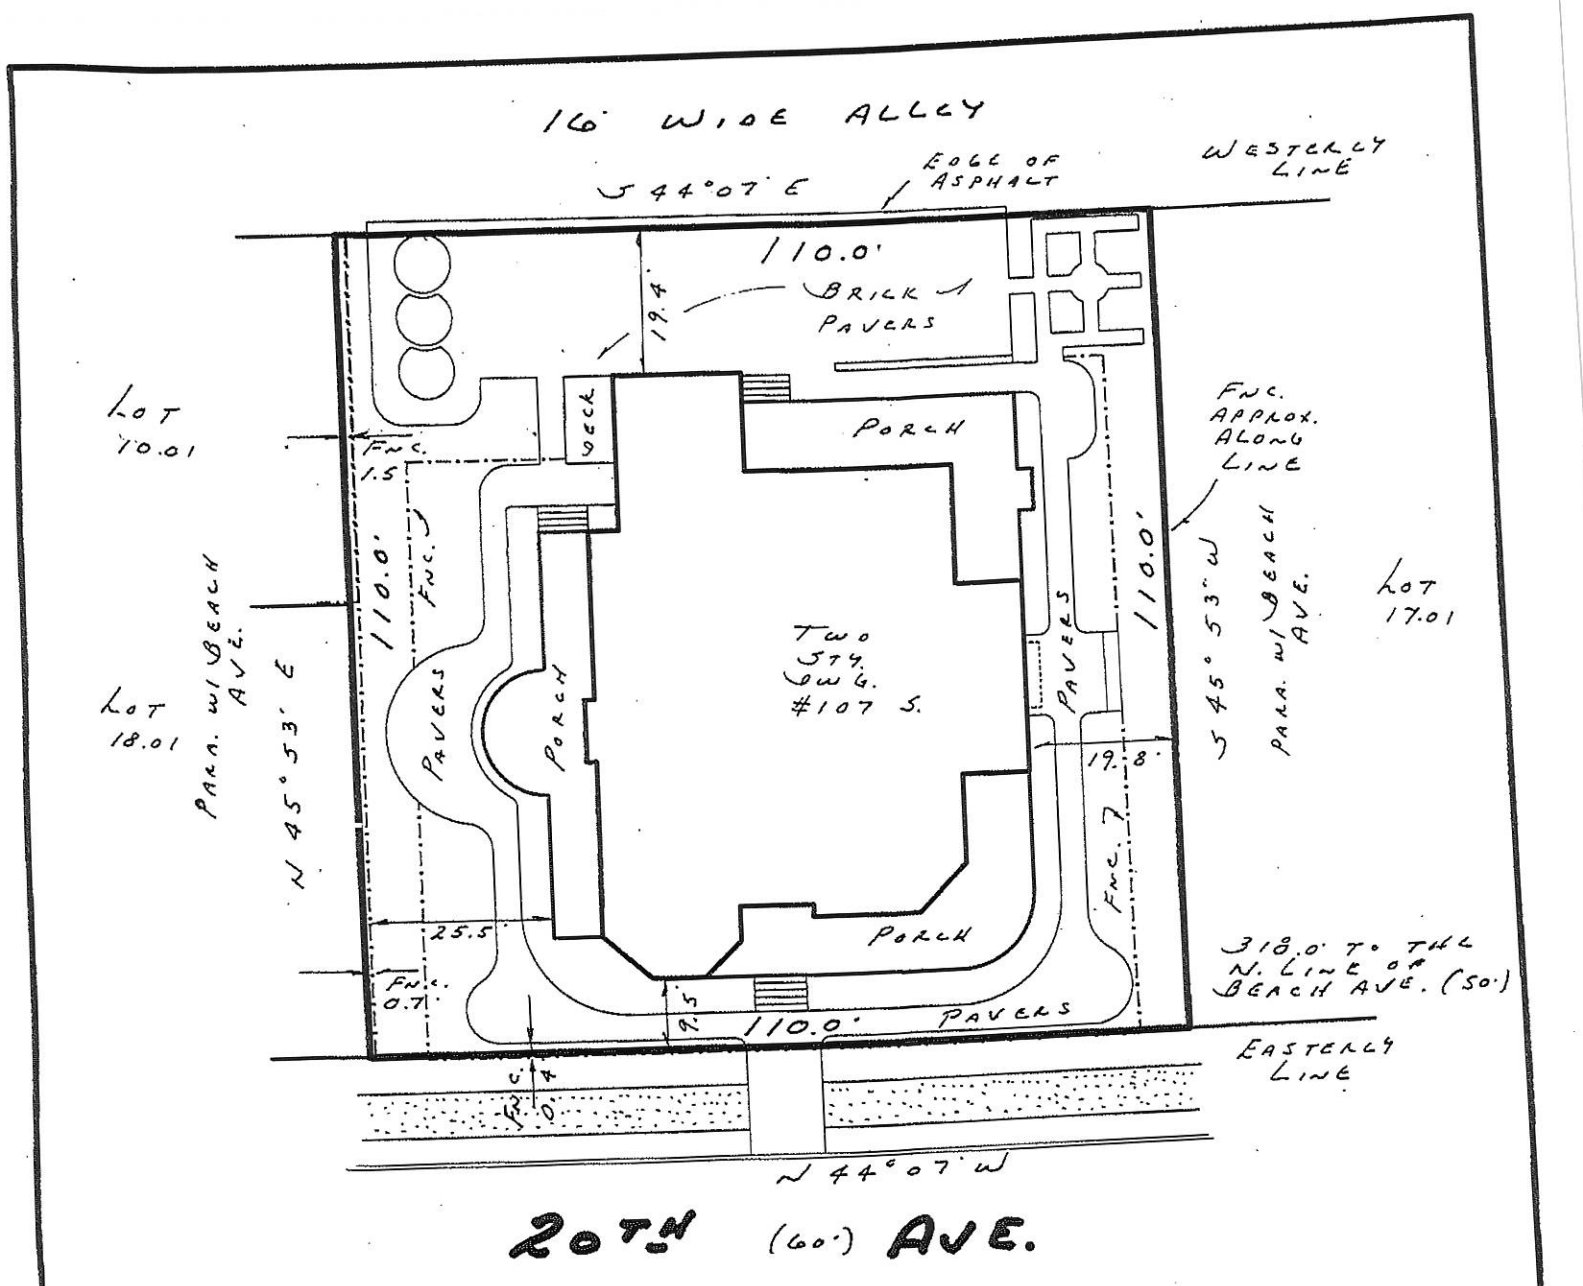 16' WIDE ALLEY
S 44°07' E
EDGE OF
ASPHALT
WESTERLY
LINE
110.0'
BRICK
PAVERS
19.4'
DECK
PORCH
LOT
10.01
FNC.
1.5
FNC.
APPROX.
ALONG
LINE
110.0'
FNC.
PARA. W/ BEACH
AVE.
N 45°53' E
LOT
18.01
PAVERS
PORCH
TWO
STY.
DWG.
#107 S.
PAVERS
110.0'
S 45°53' W
PARA. W/ BEACH
AVE.
LOT
17.01
19.8'
FNC.
25.5'
FNC.
0.7'
PORCH
9.5'
110.0'
PAVERS
318.0' TO THE
N. LINE OF
BEACH AVE. (50')
EASTERLY
LINE
FNC.
0.4'
N 44°07' W
20TH (60') AVE.